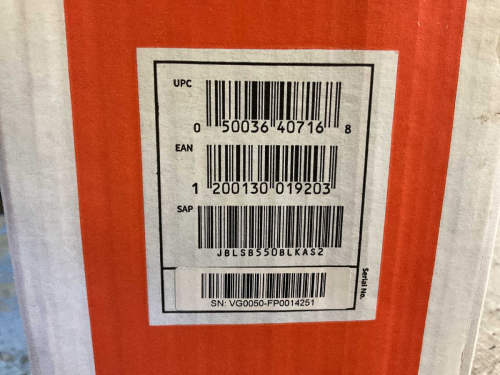 UPC
0 50036 40716 8
EAN
1 200130 019203
SAP
JBLSB550BLKAS2
SN: VG0050-FP0014251
Serial No.